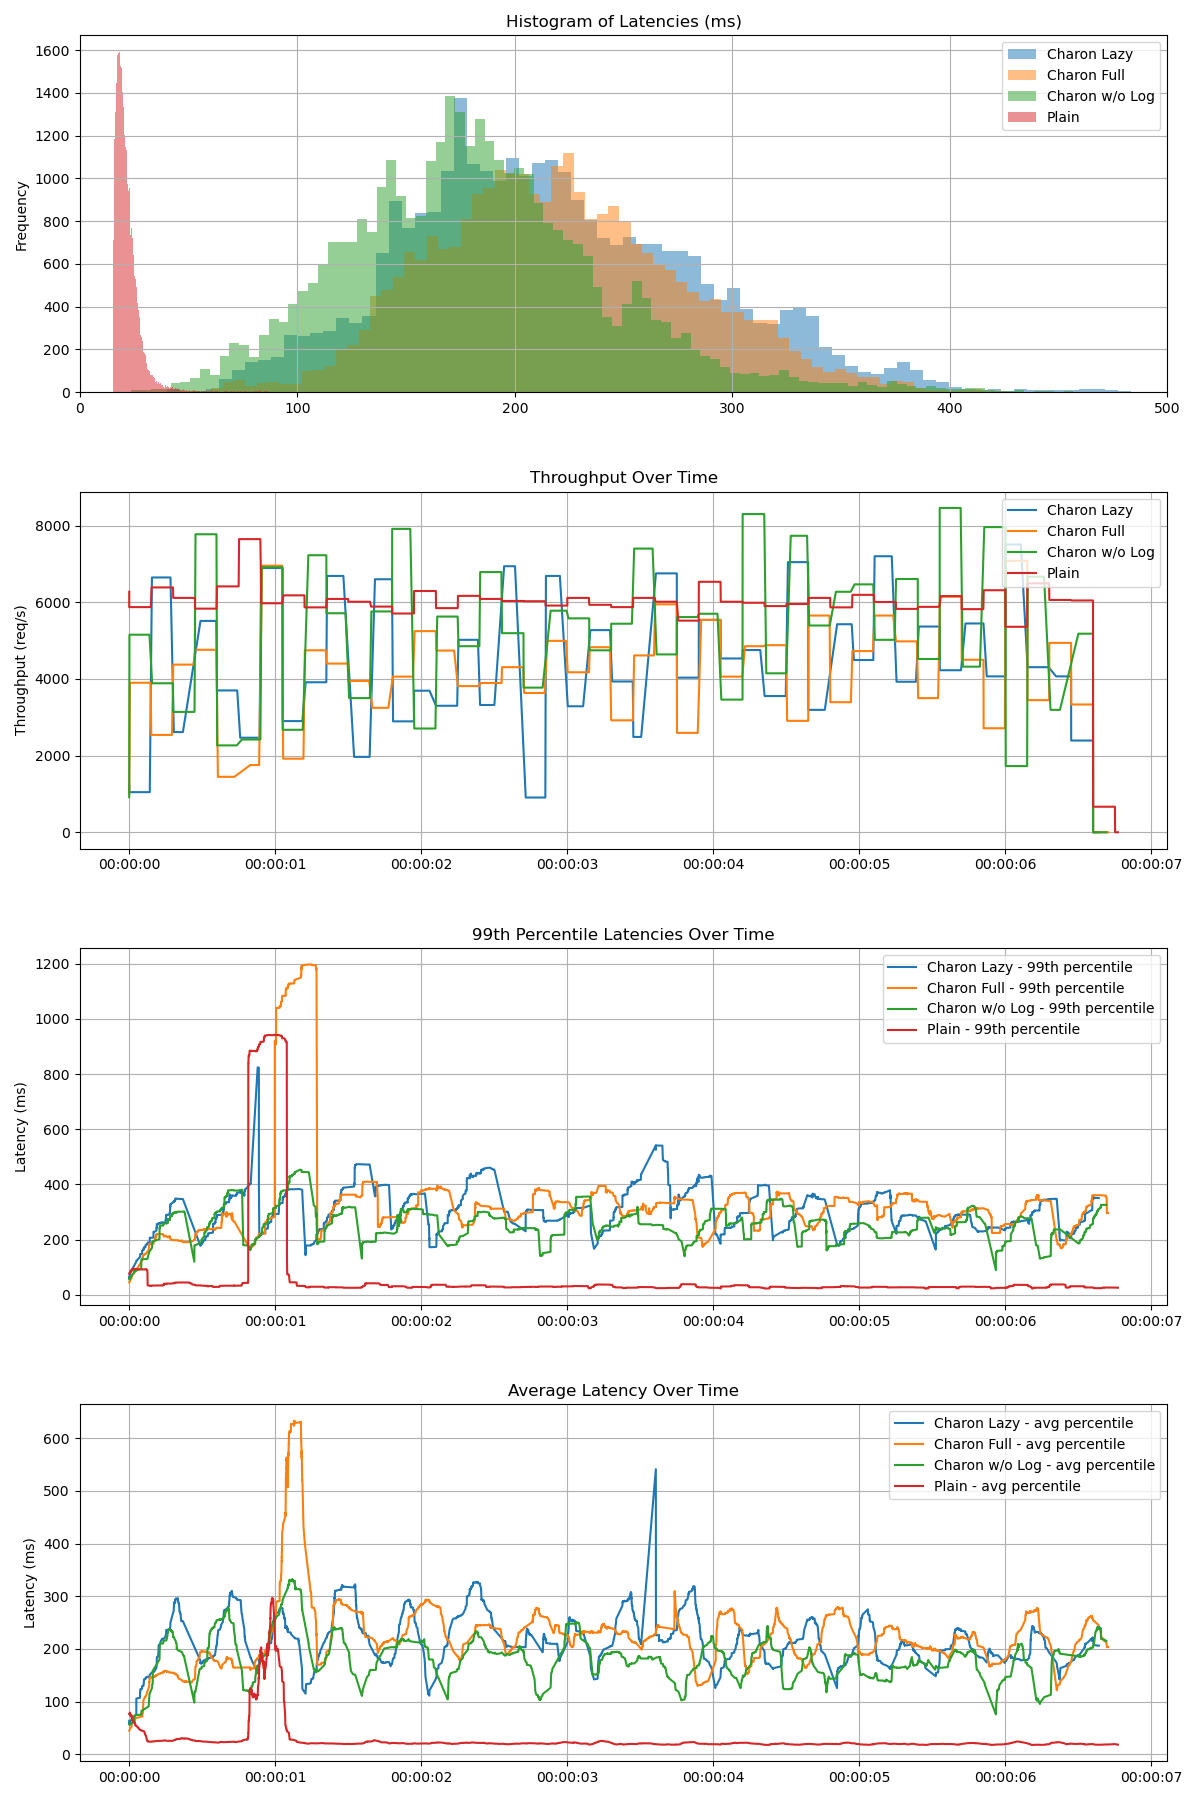 Histogram of Latencies (ms)
Frequency
1600
1400
1200
1000
800
600
400
200
0
0 100 200 300 400 500
Charon Lazy
Charon Full
Charon w/o Log
Plain
Throughput Over Time
Throughput (req/s)
8000
6000
4000
2000
0
00:00:00 00:00:01 00:00:02 00:00:03 00:00:04 00:00:05 00:00:06 00:00:07
Charon Lazy
Charon Full
Charon w/o Log
Plain
99th Percentile Latencies Over Time
Latency (ms)
1200
1000
800
600
400
200
0
00:00:00 00:00:01 00:00:02 00:00:03 00:00:04 00:00:05 00:00:06 00:00:07
Charon Lazy - 99th percentile
Charon Full - 99th percentile
Charon w/o Log - 99th percentile
Plain - 99th percentile
Average Latency Over Time
Latency (ms)
600
500
400
300
200
100
0
00:00:00 00:00:01 00:00:02 00:00:03 00:00:04 00:00:05 00:00:06 00:00:07
Charon Lazy - avg percentile
Charon Full - avg percentile
Charon w/o Log - avg percentile
Plain - avg percentile